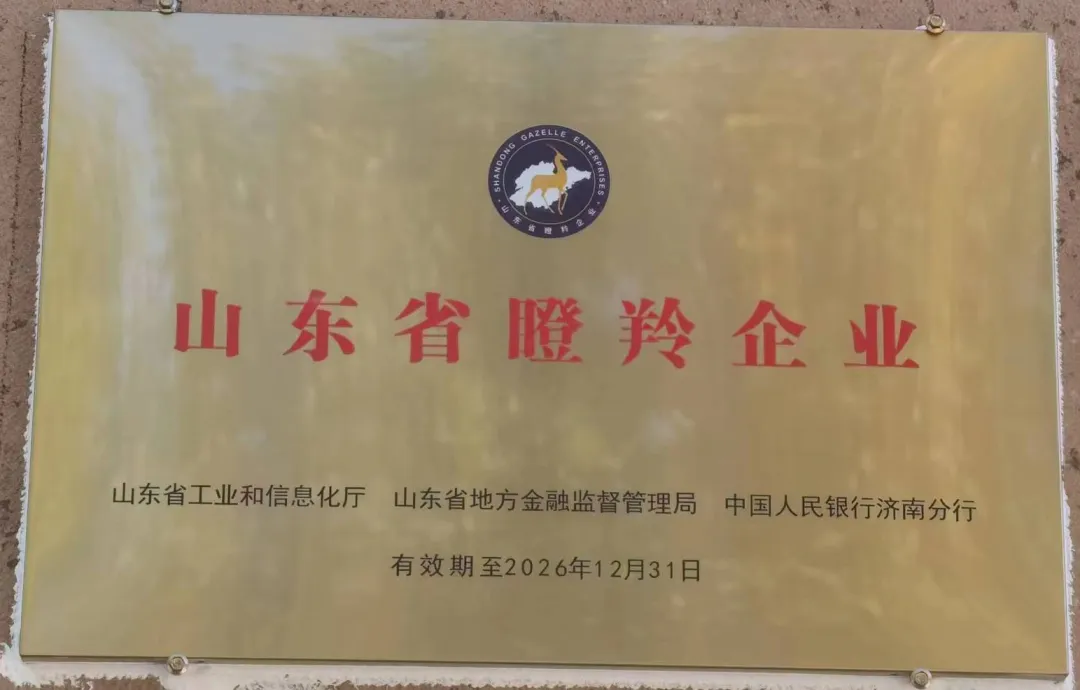 SHANDONG GAZELLE ENTERPRISES
山东省瞪羚企业
山东省瞪羚企业
山东省工业和信息化厅 山东省地方金融监督管理局 中国人民银行济南分行
有效期至2026年12月31日